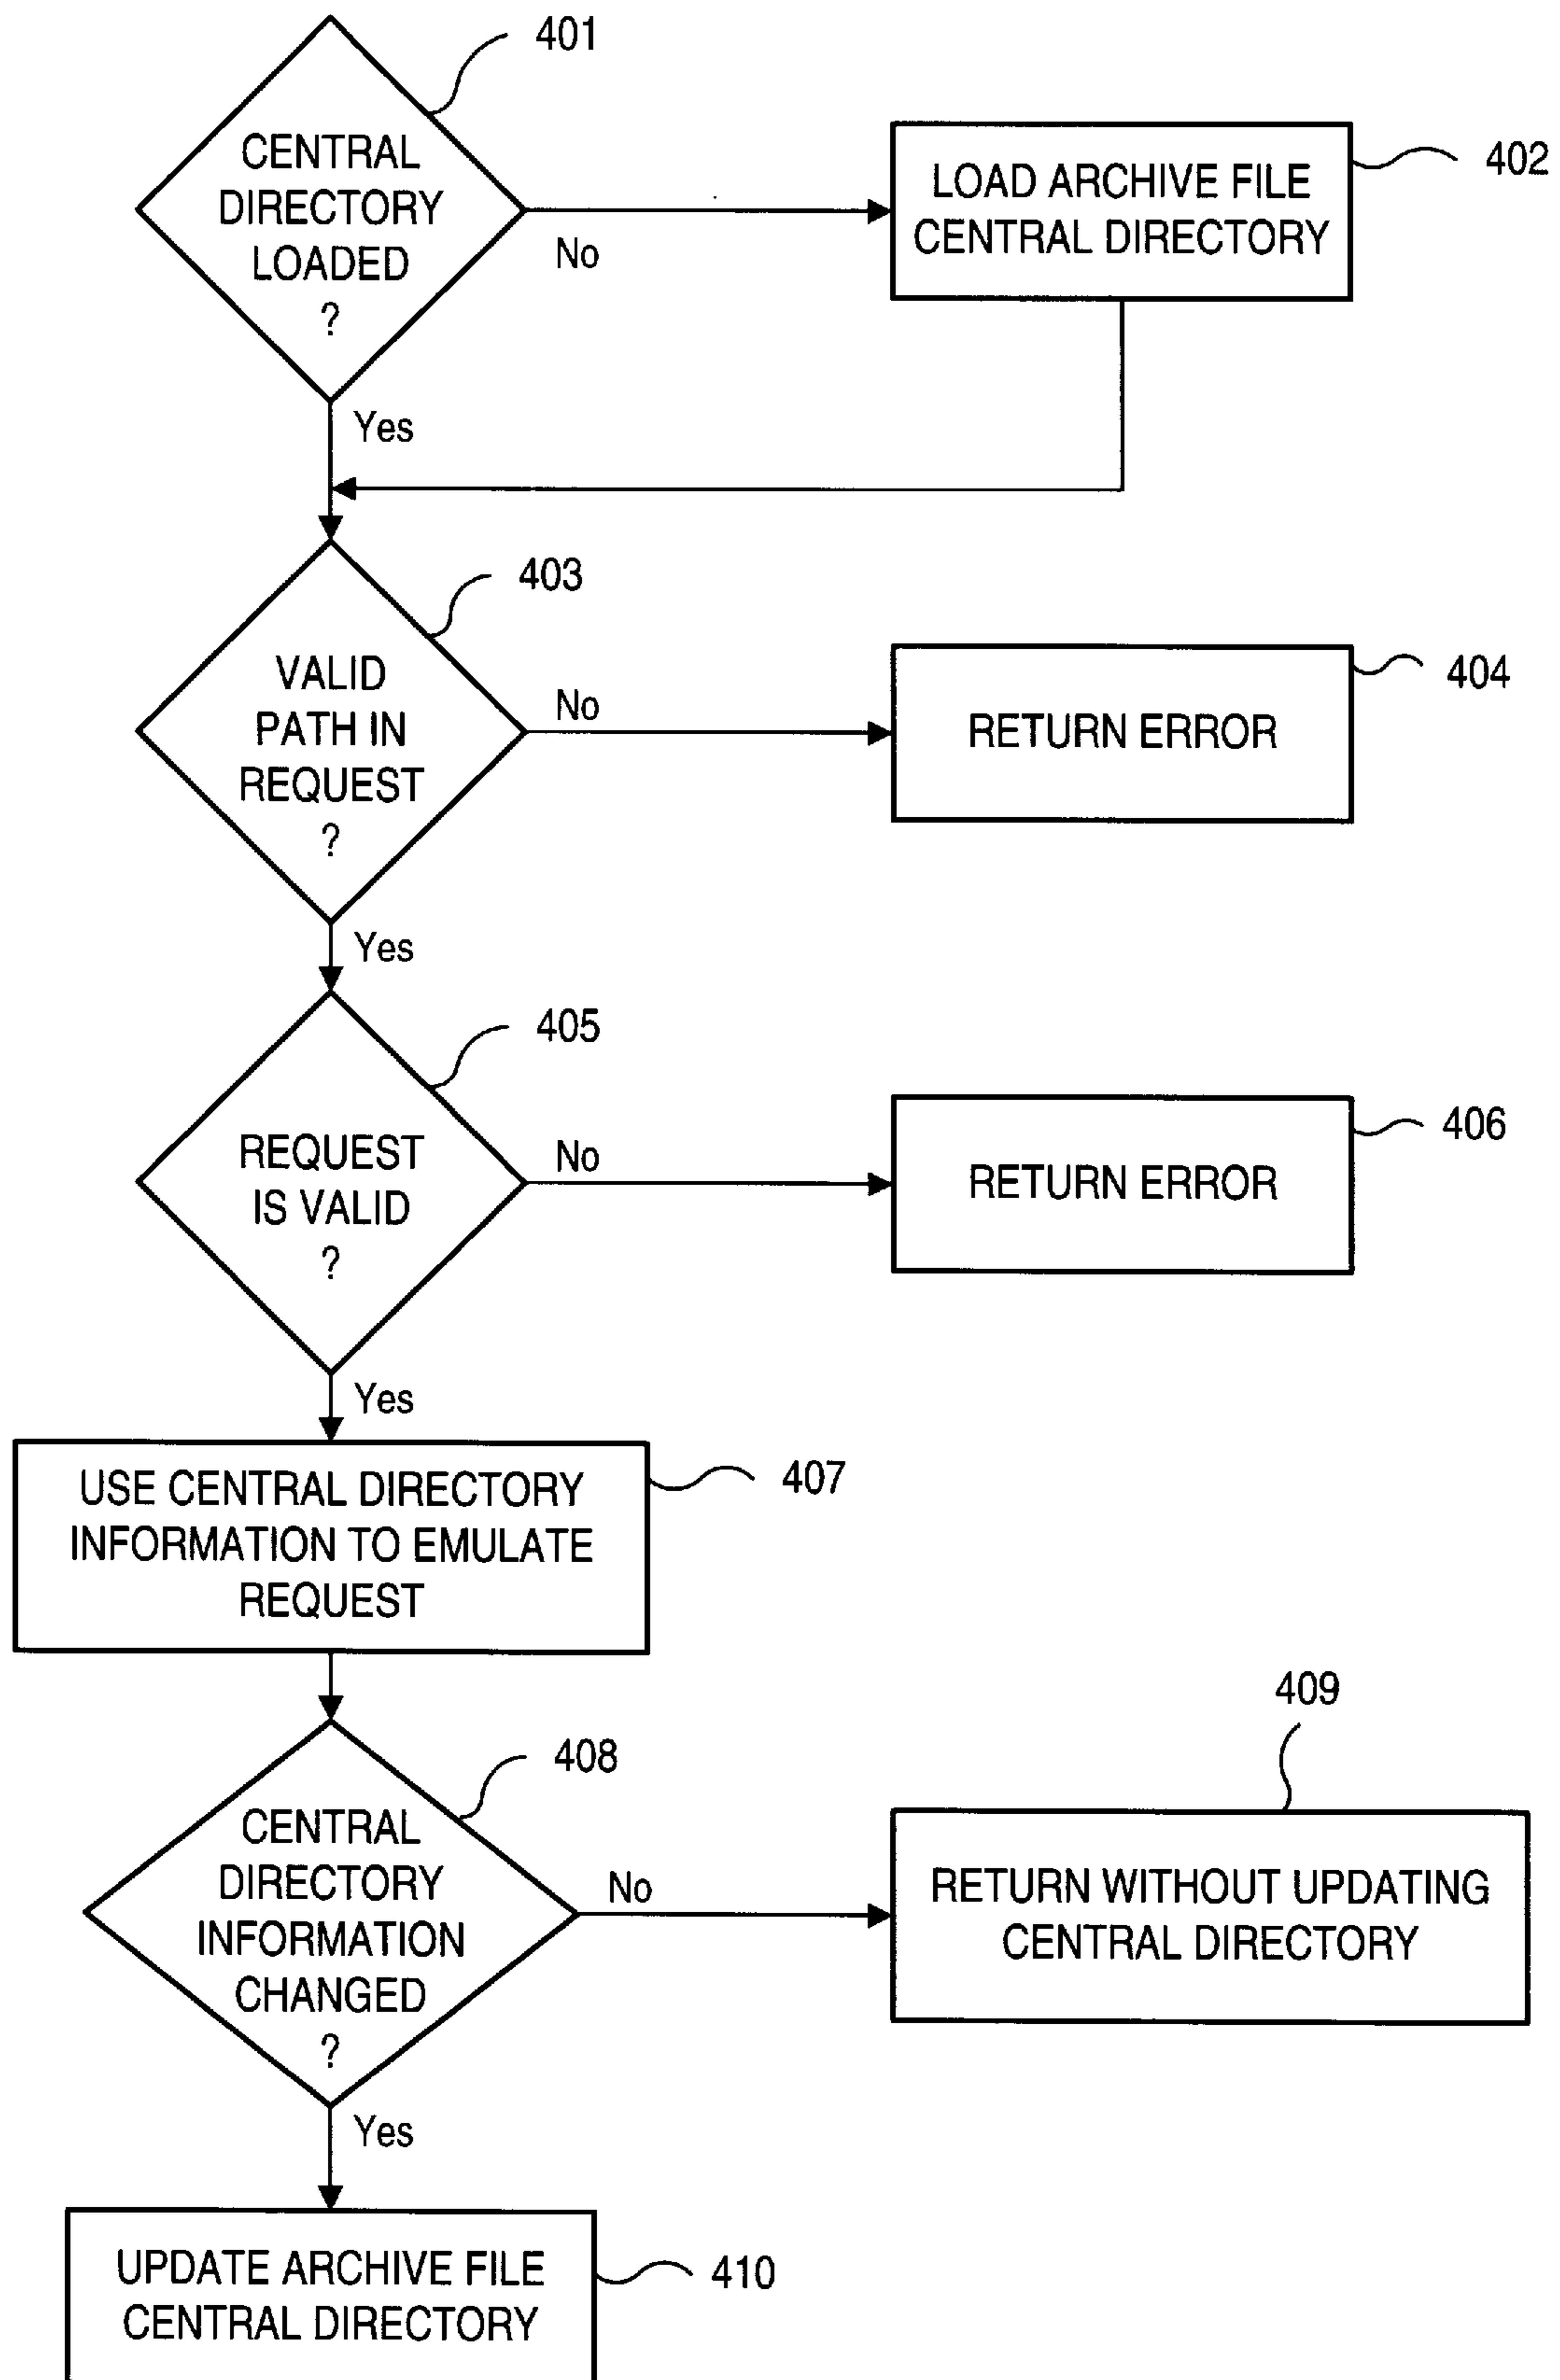 401
CENTRAL
DIRECTORY
LOADED
?
No
LOAD ARCHIVE FILE
CENTRAL DIRECTORY
402
Yes
403
VALID
PATH IN
REQUEST
?
No
RETURN ERROR
404
Yes
405
REQUEST
IS VALID
?
No
RETURN ERROR
406
Yes
USE CENTRAL DIRECTORY
INFORMATION TO EMULATE
REQUEST
407
408
CENTRAL
DIRECTORY
INFORMATION
CHANGED
?
No
409
RETURN WITHOUT UPDATING
CENTRAL DIRECTORY
Yes
UPDATE ARCHIVE FILE
CENTRAL DIRECTORY
410